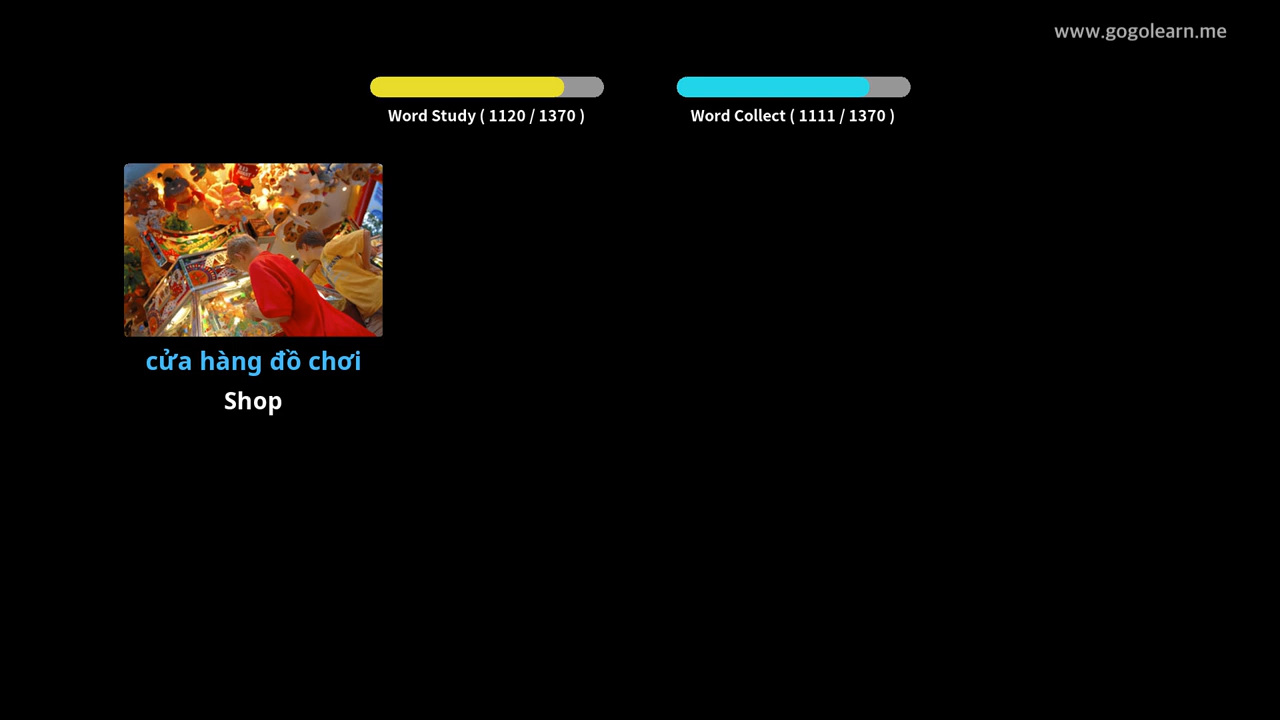 www.gogolearn.me
Word Study ( 1120 / 1370 )
Word Collect ( 1111 / 1370 )
cửa hàng đồ chơi
Shop